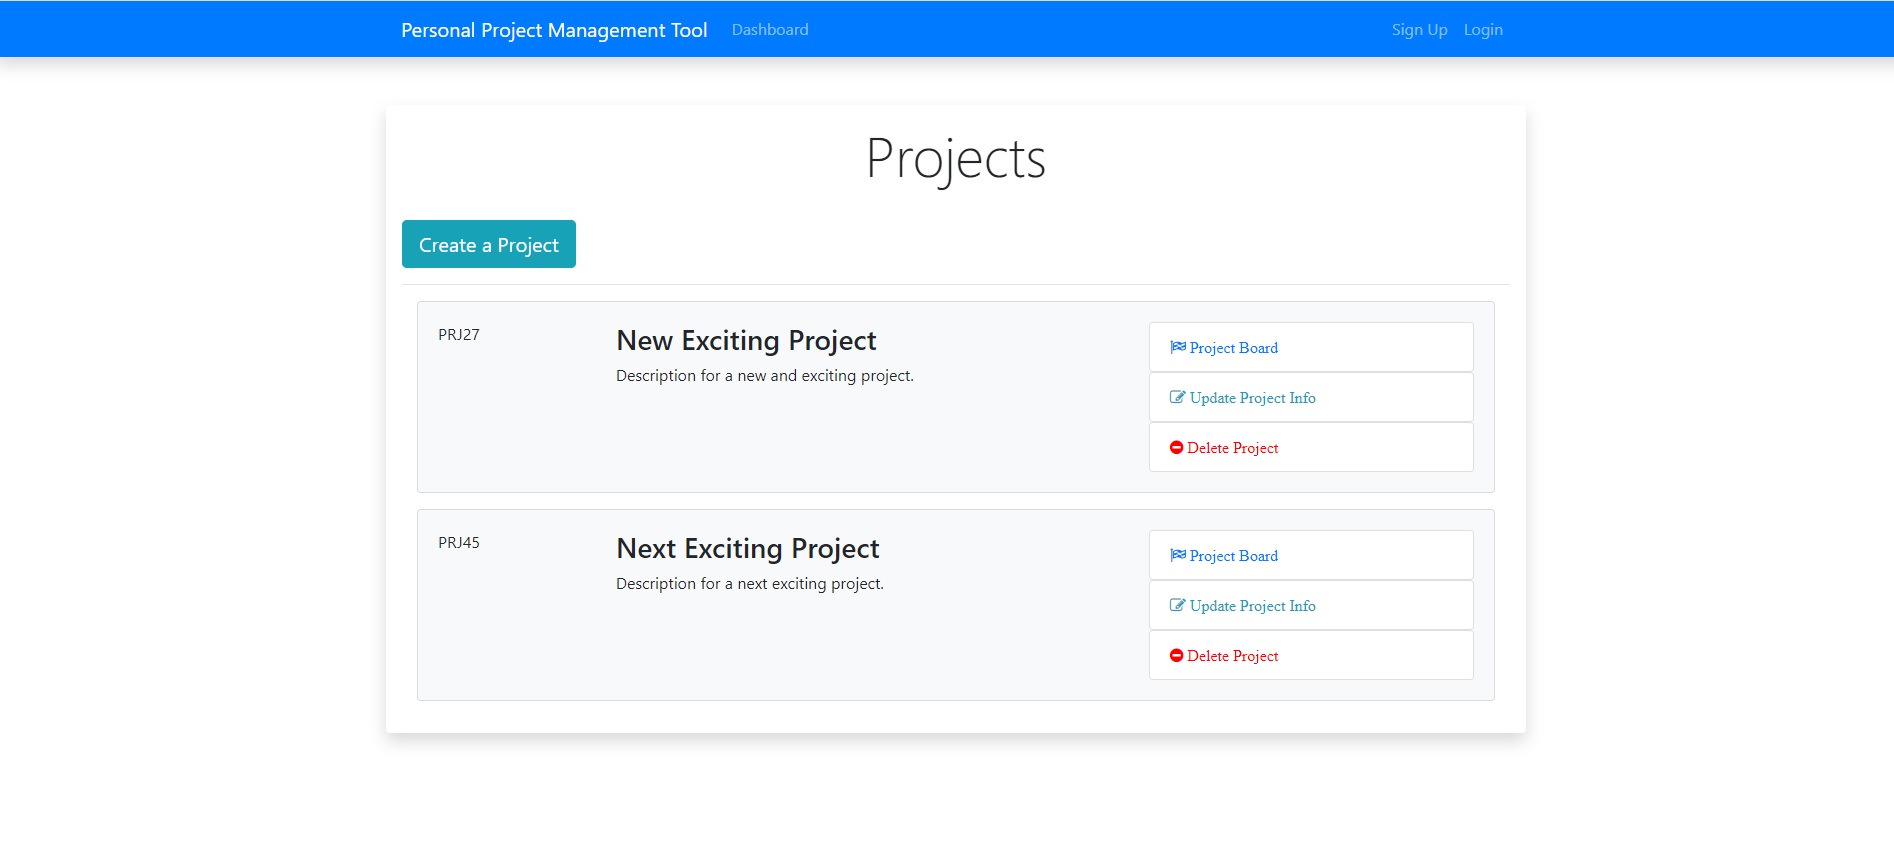 Personal Project Management Tool Dashboard Sign Up Login
Projects
Create a Project
PRJ27
New Exciting Project
Description for a new and exciting project.
Project Board
Update Project Info
Delete Project
PRJ45
Next Exciting Project
Description for a next exciting project.
Project Board
Update Project Info
Delete Project